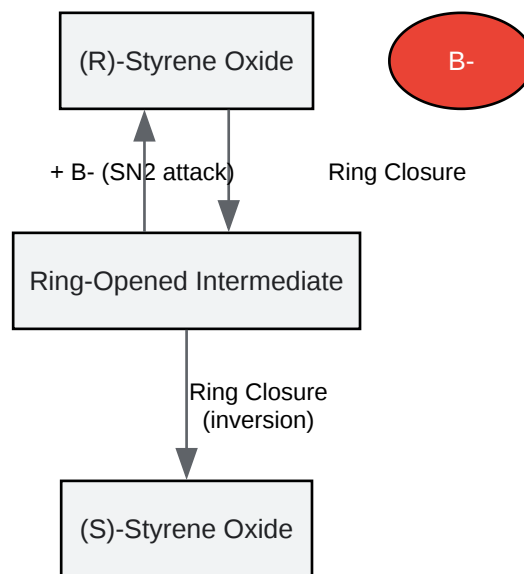 (R)-Styrene Oxide
B-
+ B- (SN2 attack)
Ring Closure
Ring-Opened Intermediate
Ring Closure
(inversion)
(S)-Styrene Oxide